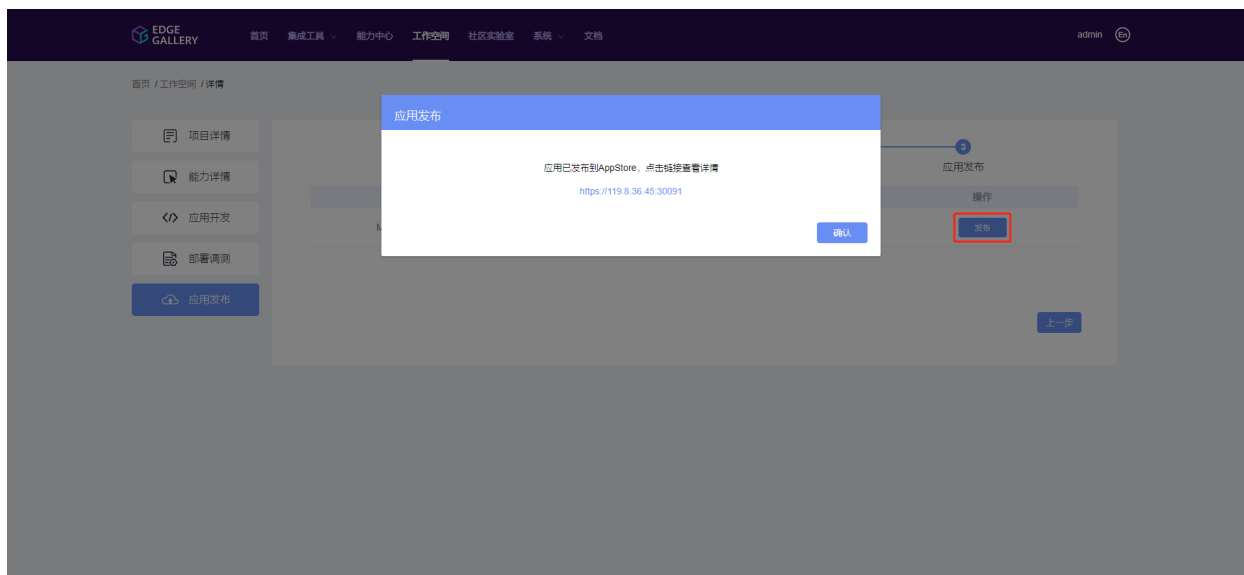 EDGE
GALLERY
首页 集成工具 能力中心 工作空间 社区实验室 系统 文档 admin En
首页 / 工作空间 / 详情
应用发布
项目详情
应用已发布到AppStore，点击链接查看详情
3
应用发布
能力详情
https://119.8.36.45:30091
操作
应用开发
确认
发布
部署调测
应用发布
上一步